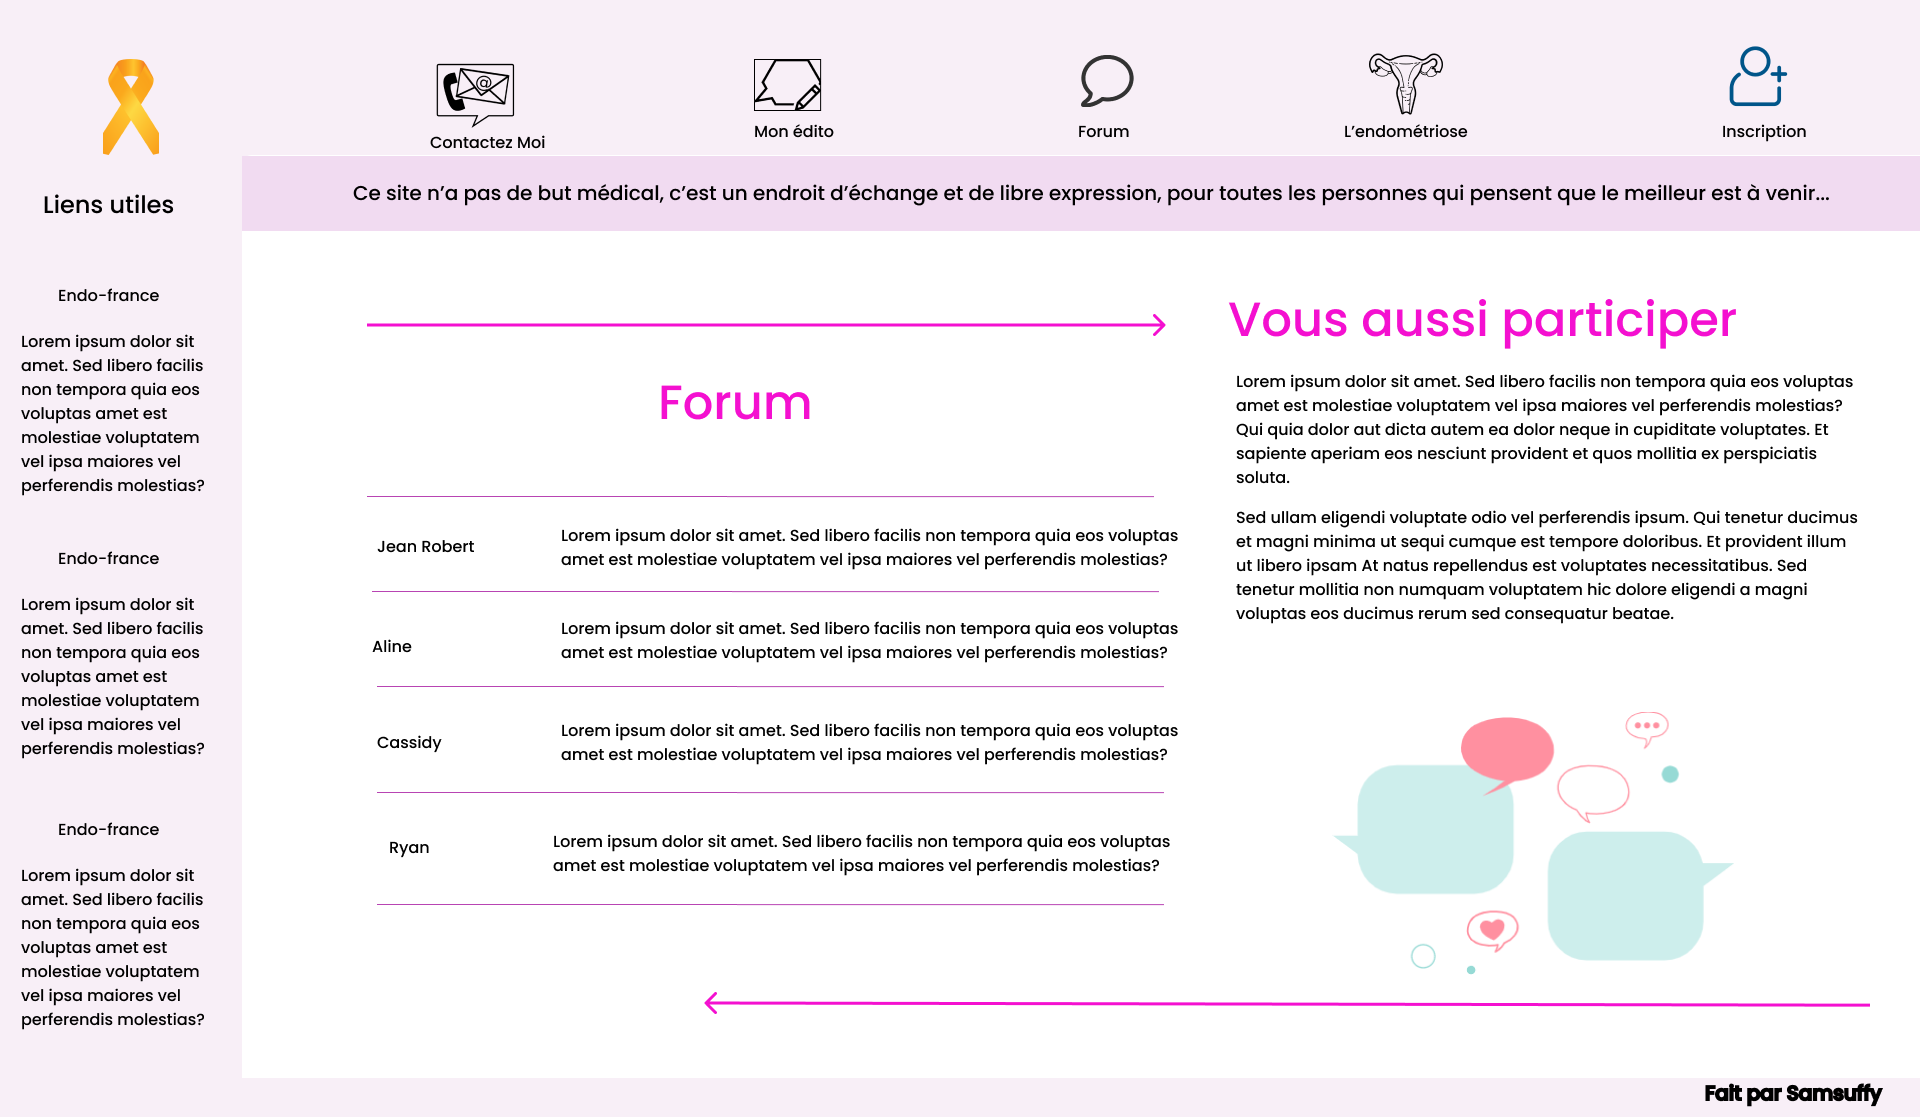 Contactez Moi
Mon édito
Forum
L’endométriose
Inscription
Liens utiles
Ce site n’a pas de but médical, c’est un endroit d’échange et de libre expression, pour toutes les personnes qui pensent que le meilleur est à venir...
Endo-france
Lorem ipsum dolor sit
amet. Sed libero facilis
non tempora quia eos
voluptas amet est
molestiae voluptatem
vel ipsa maiores vel
perferendis molestias?
Endo-france
Lorem ipsum dolor sit
amet. Sed libero facilis
non tempora quia eos
voluptas amet est
molestiae voluptatem
vel ipsa maiores vel
perferendis molestias?
Endo-france
Lorem ipsum dolor sit
amet. Sed libero facilis
non tempora quia eos
voluptas amet est
molestiae voluptatem
vel ipsa maiores vel
perferendis molestias?
Forum
Jean Robert
Lorem ipsum dolor sit amet. Sed libero facilis non tempora quia eos voluptas
amet est molestiae voluptatem vel ipsa maiores vel perferendis molestias?
Aline
Lorem ipsum dolor sit amet. Sed libero facilis non tempora quia eos voluptas
amet est molestiae voluptatem vel ipsa maiores vel perferendis molestias?
Cassidy
Lorem ipsum dolor sit amet. Sed libero facilis non tempora quia eos voluptas
amet est molestiae voluptatem vel ipsa maiores vel perferendis molestias?
Ryan
Lorem ipsum dolor sit amet. Sed libero facilis non tempora quia eos voluptas
amet est molestiae voluptatem vel ipsa maiores vel perferendis molestias?
Vous aussi participer
Lorem ipsum dolor sit amet. Sed libero facilis non tempora quia eos voluptas
amet est molestiae voluptatem vel ipsa maiores vel perferendis molestias?
Qui quia dolor aut dicta autem ea dolor neque in cupiditate voluptates. Et
sapiente aperiam eos nesciunt provident et quos mollitia ex perspiciatis
soluta.
Sed ullam eligendi voluptate odio vel perferendis ipsum. Qui tenetur ducimus
et magni minima ut sequi cumque est tempore doloribus. Et provident illum
ut libero ipsam At natus repellendus est voluptates necessitatibus. Sed
tenetur mollitia non numquam voluptatem hic dolore eligendi a magni
voluptas eos ducimus rerum sed consequatur beatae.
Fait par Samsuffy